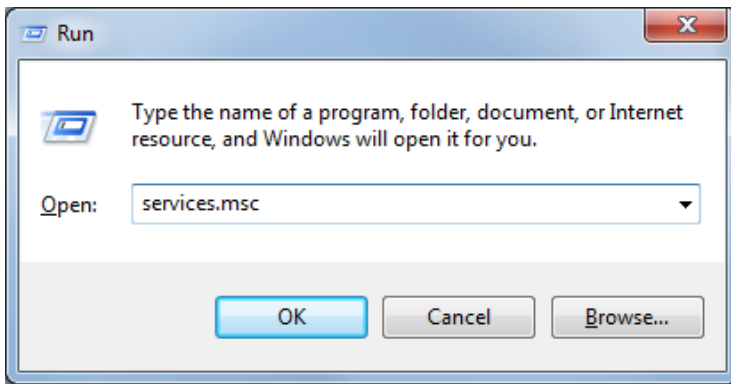 Run
Type the name of a program, folder, document, or Internet
resource, and Windows will open it for you.
Open: services.msc
OK Cancel Browse...